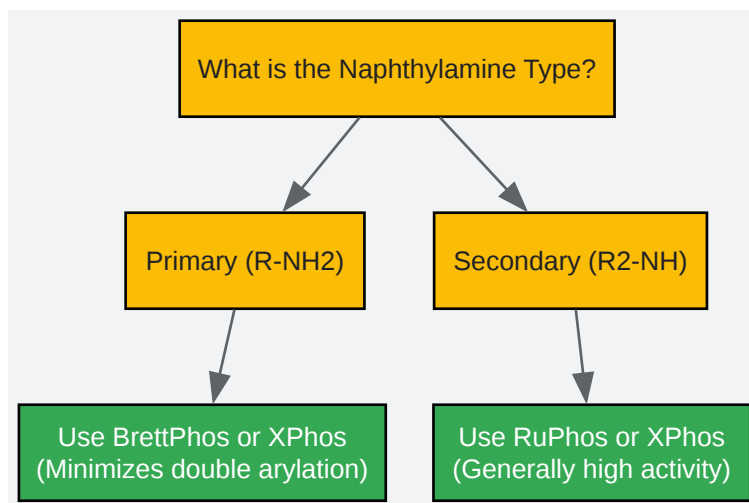 What is the Naphthylamine Type?
Primary (R-NH2)
Secondary (R2-NH)
Use BrettPhos or XPhos
(Minimizes double arylation)
Use RuPhos or XPhos
(Generally high activity)